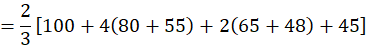 = 2/3 [100 + 4(80 + 55) + 2(65 + 48) + 45]